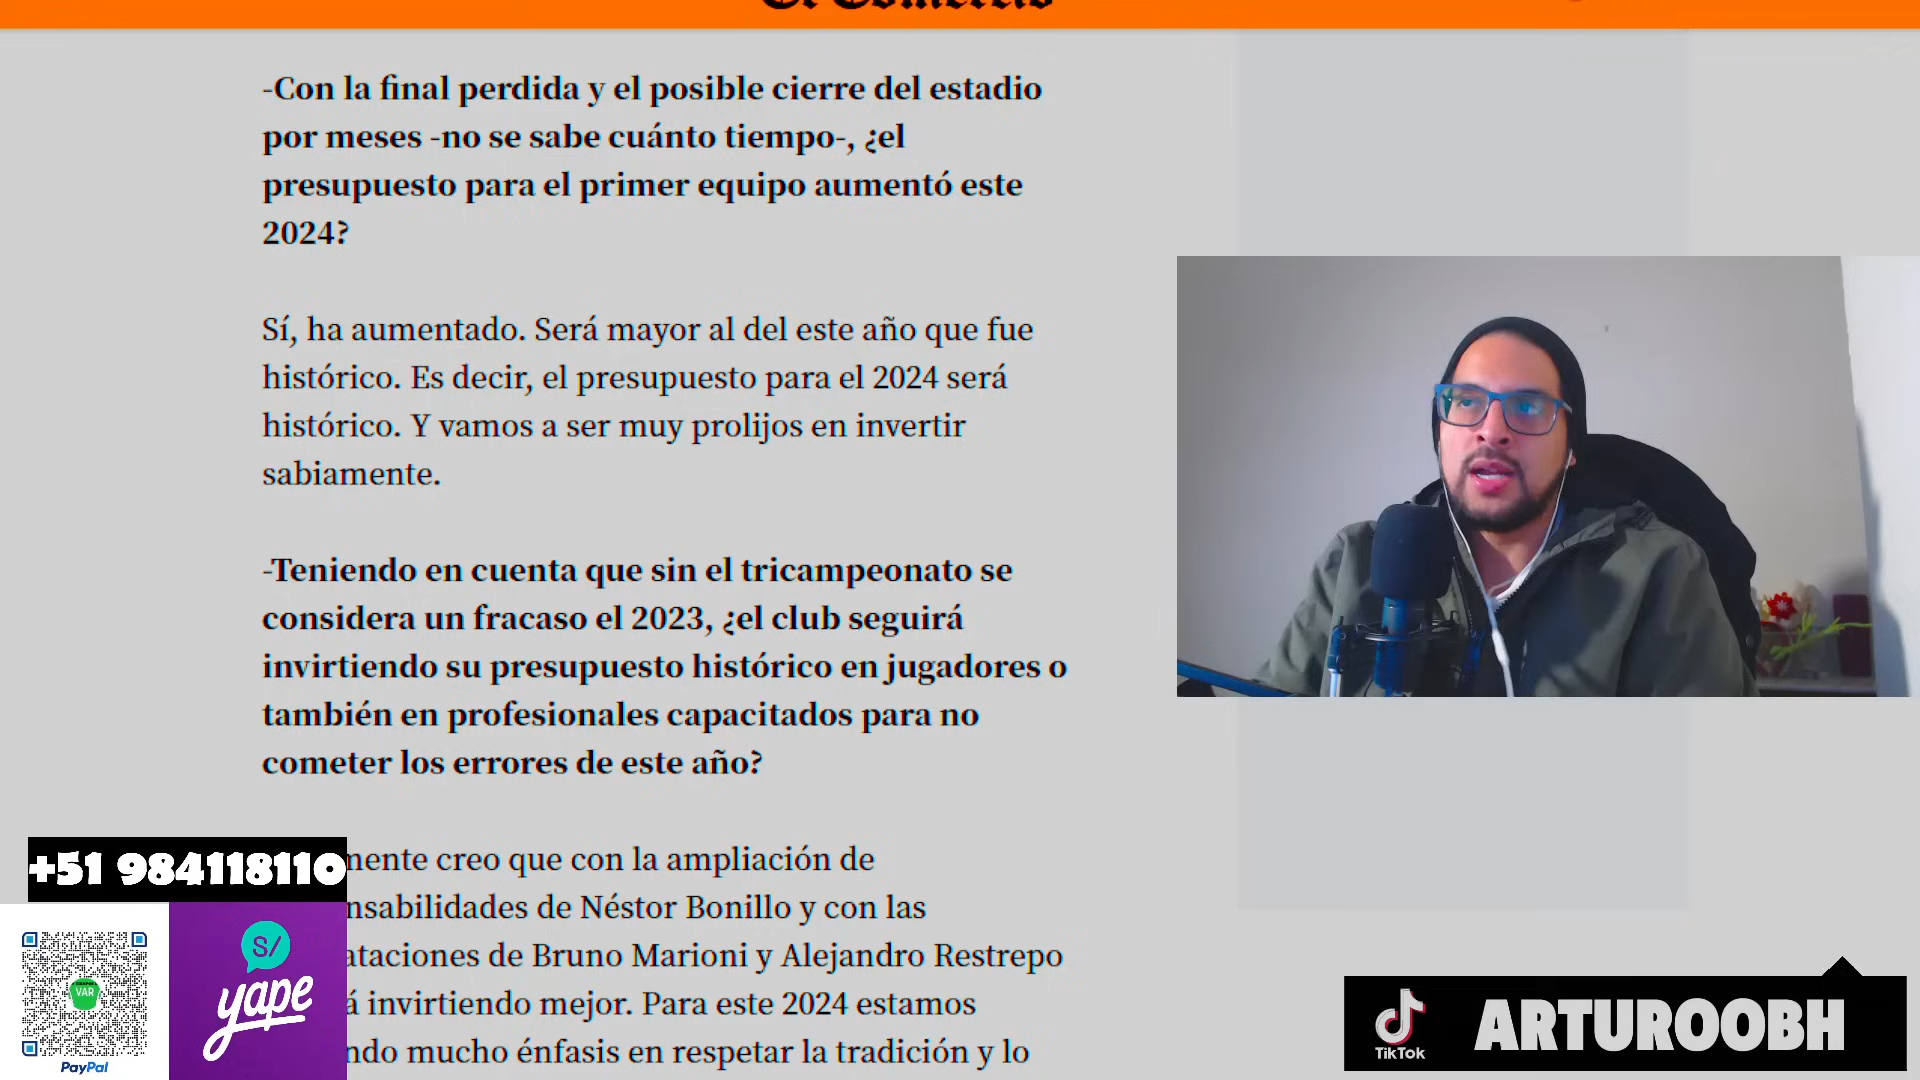 El Comercio
-Con la final perdida y el posible cierre del estadio
por meses -no se sabe cuánto tiempo-, ¿el
presupuesto para el primer equipo aumentó este
2024?
Sí, ha aumentado. Será mayor al del este año que fue
histórico. Es decir, el presupuesto para el 2024 será
histórico. Y vamos a ser muy prolijos en invertir
sabiamente.
-Teniendo en cuenta que sin el tricampeonato se
considera un fracaso el 2023, ¿el club seguirá
invirtiendo su presupuesto histórico en jugadores o
también en profesionales capacitados para no
cometer los errores de este año?
mente creo que con la ampliación de
nsabilidades de Néstor Bonillo y con las
ataciones de Bruno Marioni y Alejandro Restrepo
á invirtiendo mejor. Para este 2024 estamos
ndo mucho énfasis en respetar la tradición y lo
+51 984118110
VAR
PayPal
S/
yape
TikTok
ARTUROOBH